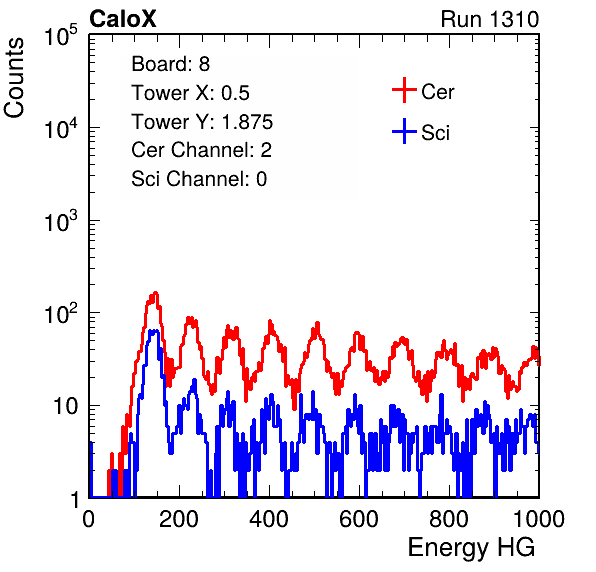 CaloX Run 1310
Counts
10^5
10^4
10^3
10^2
10
1
Board: 8
Tower X: 0.5
Tower Y: 1.875
Cer Channel: 2
Sci Channel: 0
Cer
Sci
0 200 400 600 800 1000
Energy HG